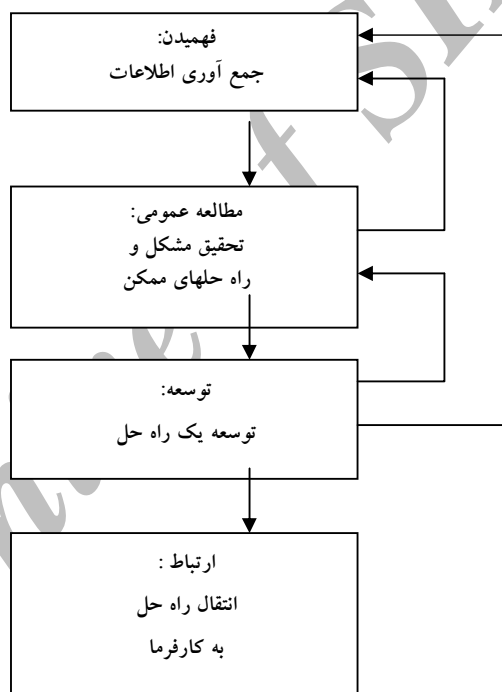 فهمیدن:
جمع آوری اطلاعات
مطالعه عمومی:
تحقیق مشکل و
راه حلهای ممکن
توسعه:
توسعه یک راه حل
ارتباط :
انتقال راه حل
به کارفرما